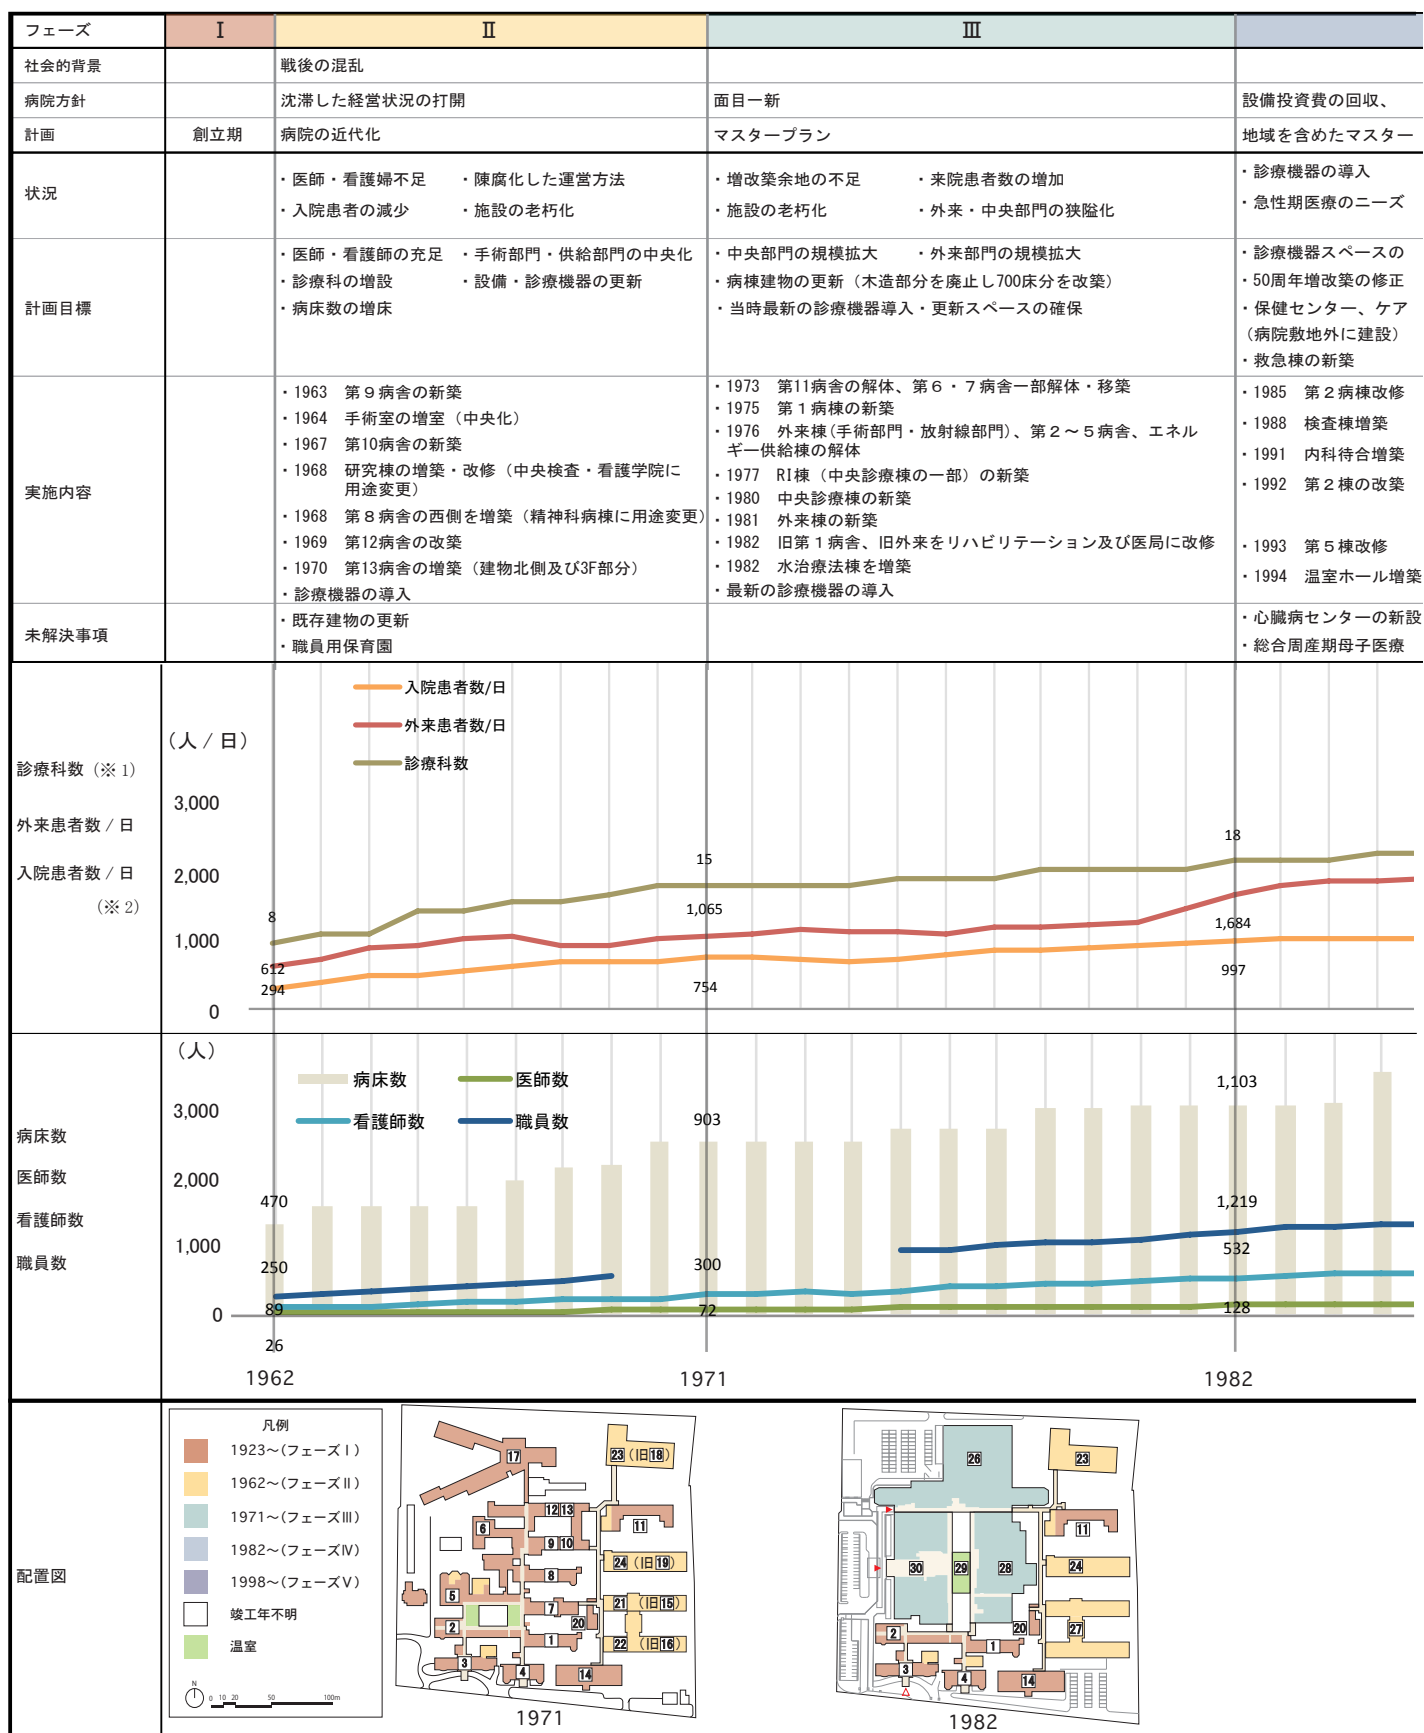 フェーズ Ⅰ Ⅱ Ⅲ
社会的背景 戦後の混乱
病院方針 沈滞した経営状況の打開 面目一新 設備投資費の回収、
計画 創立期 病院の近代化 マスタープラン 地域を含めたマスター
状況
・医師・看護婦不足 ・陳腐化した運営方法
・入院患者の減少 ・施設の老朽化
・増改築余地の不足 ・来院患者数の増加
・施設の老朽化 ・外来・中央部門の狭隘化
・診療機器の導入
・急性期医療のニーズ
計画目標
・医師・看護師の充足 ・手術部門・供給部門の中央化
・診療科の増設 ・設備・診療機器の更新
・病床数の増床
・中央部門の規模拡大 ・外来部門の規模拡大
・病棟建物の更新（木造部分を廃止し700床分を改築）
・当時最新の診療機器導入・更新スペースの確保
・診療機器スペースの
・50周年増改築の修正
・保健センター、ケア
（病院敷地外に建設）
・救急棟の新築
実施内容
・1963 第９病舎の新築
・1964 手術室の増室（中央化）
・1967 第10病舎の新築
・1968 研究棟の増築・改修（中央検査・看護学院に
用途変更）
・1968 第８病舎の西側を増築（精神科病棟に用途変更）
・1969 第12病舎の改築
・1970 第13病舎の増築（建物北側及び3F部分）
・診療機器の導入
・1973 第11病舎の解体、第６・７病舎一部解体・移築
・1975 第１病棟の新築
・1976 外来棟(手術部門・放射線部門)、第２～５病舎、エネル
ギー供給棟の解体
・1977 RI棟（中央診療棟の一部）の新築
・1980 中央診療棟の新築
・1981 外来棟の新築
・1982 旧第１病舎、旧外来をリハビリテーション及び医局に改修
・1982 水治療法棟を増築
・最新の診療機器の導入
・1985 第２病棟改修
・1988 検査棟増築
・1991 内科待合増築
・1992 第２棟の改築
・1993 第５棟改修
・1994 温室ホール増築
未解決事項
・既存建物の更新
・職員用保育園
・心臓病センターの新設
・総合周産期母子医療
診療科数（※１）
外来患者数 / 日
入院患者数 / 日
（※２）
（人 / 日）
3,000
2,000
1,000
0
入院患者数/日
外来患者数/日
診療科数
8
612
294
15
1,065
754
18
1,684
997
病床数
医師数
看護師数
職員数
（人）
3,000
2,000
1,000
0
病床数 医師数
看護師数 職員数
470
250
89
26
903
300
72
1,103
1,219
532
128
1962 1971 1982
配置図
凡例
1923～(フェーズⅠ)
1962～(フェーズⅡ)
1971～(フェーズⅢ)
1982～(フェーズⅣ)
1998～(フェーズⅤ)
竣工年不明
温室
N
0 10 20 50 100m
17
23 (旧18)
12 13
6
11
9 10
24 (旧19)
8
5
7
21 (旧15)
20
2
1
22 (旧16)
3
4
14
1971
26
23
11
30
29
28
24
20
2
1
27
3
4
14
1982